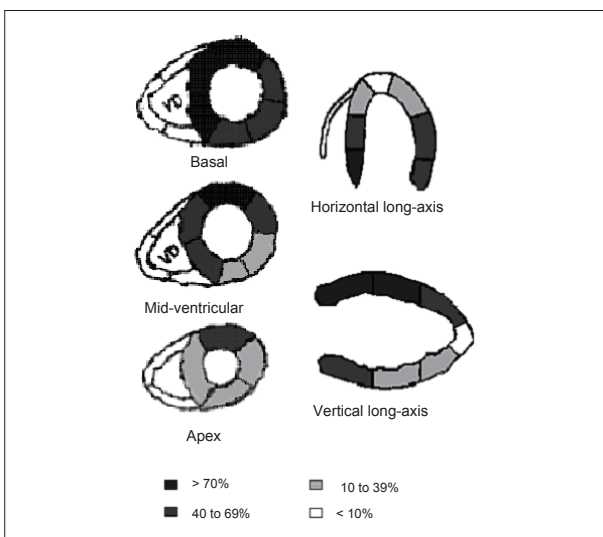 VD
Basal
Horizontal long-axis
VD
Mid-ventricular
Vertical long-axis
Apex
> 70%
10 to 39%
40 to 69%
< 10%